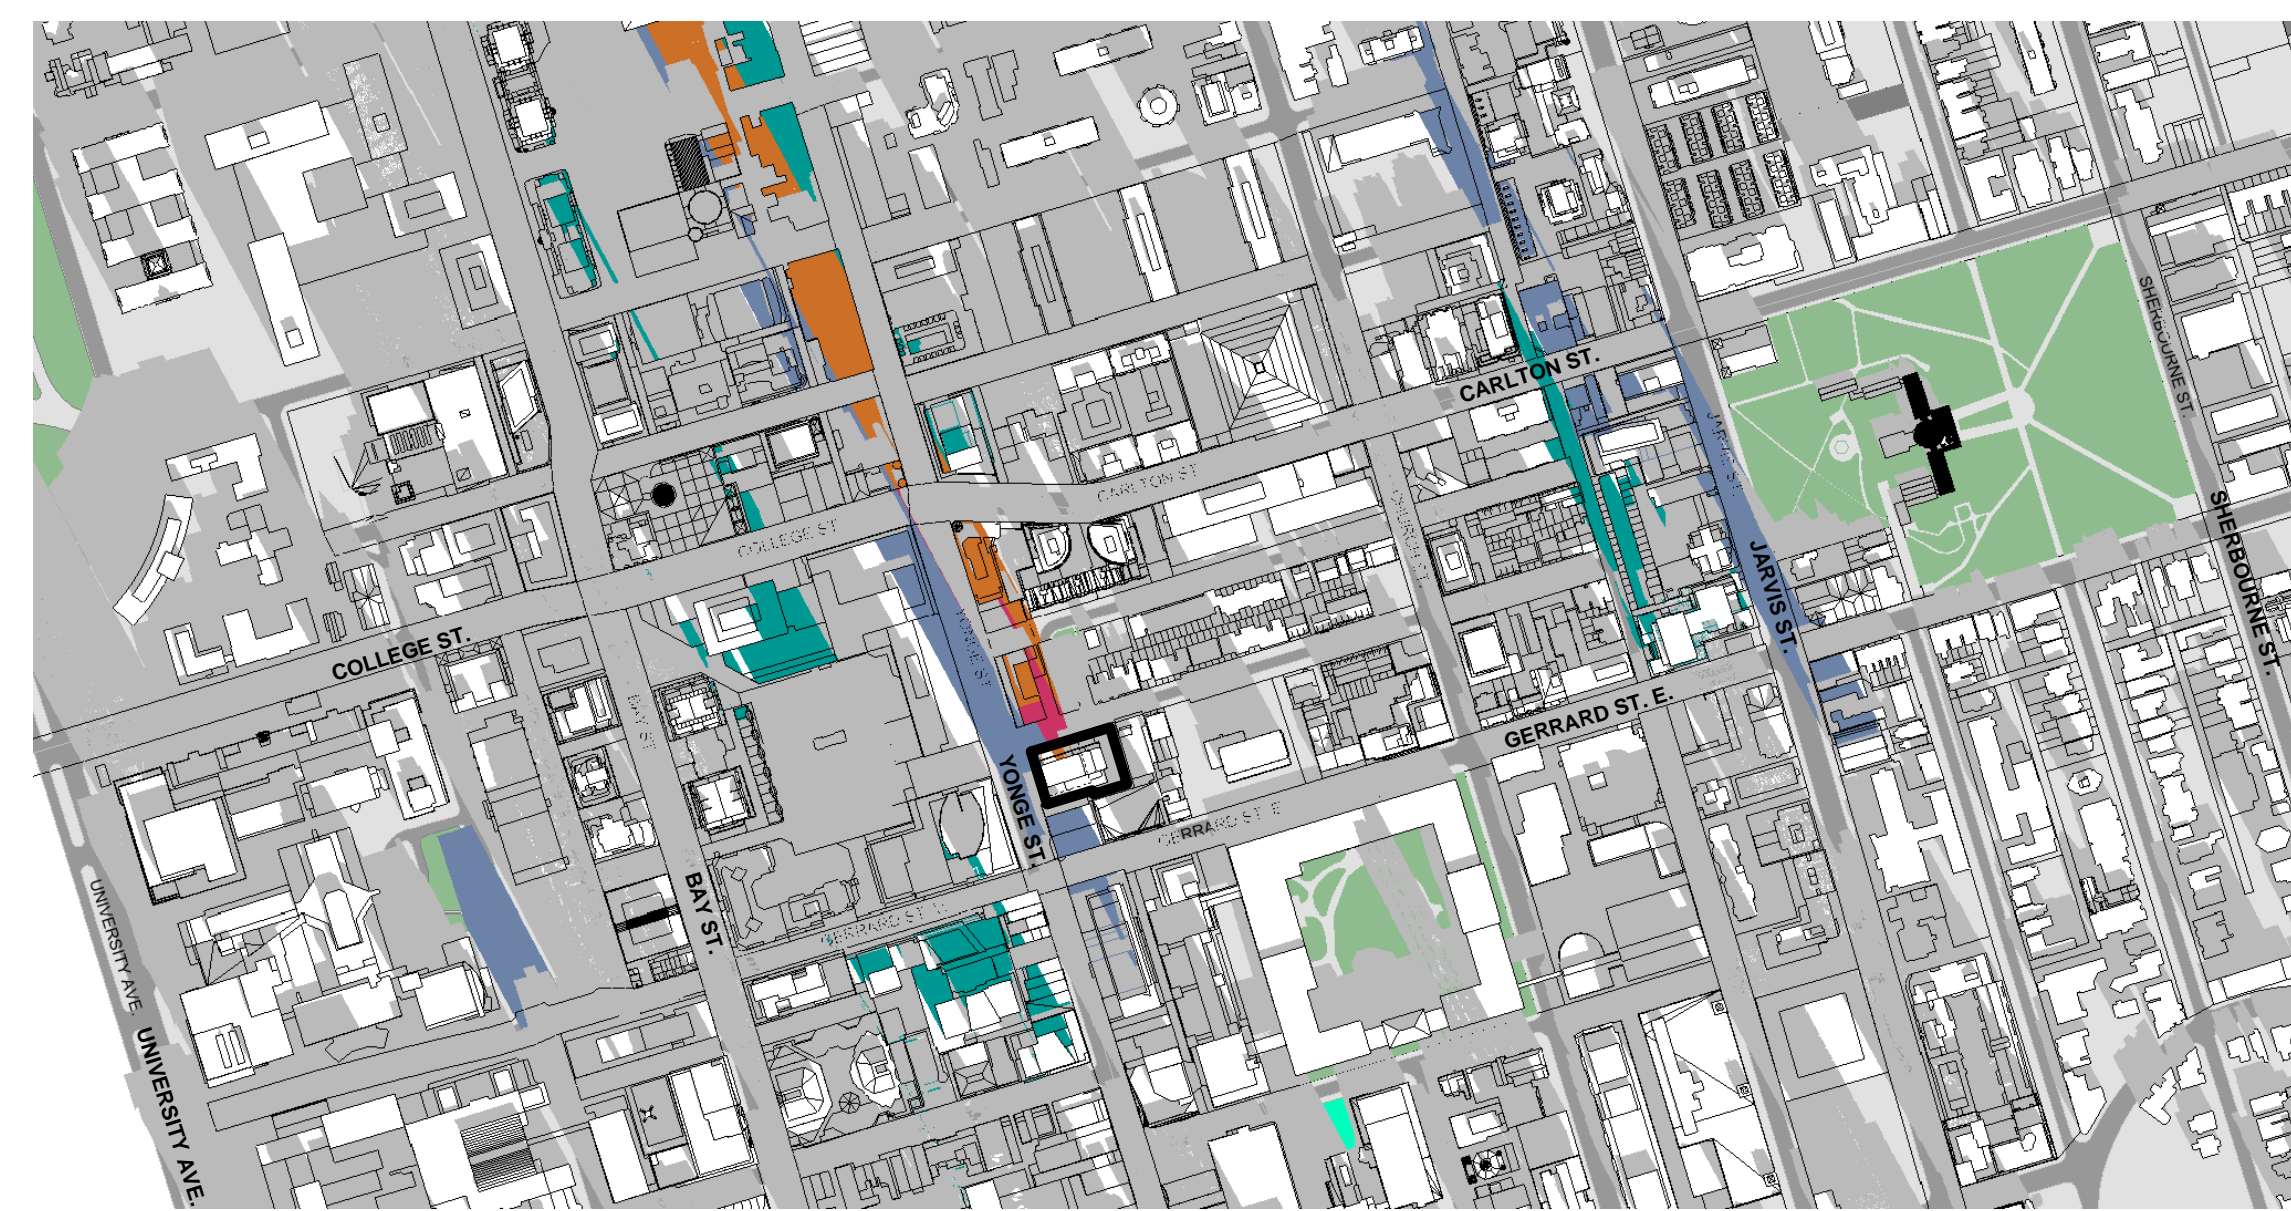 SHERBOURNE ST.
CARLTON ST.
JARVIS ST.
CARLTON ST.
COLLEGE ST.
SHERBOURNE ST.
JARVIS ST.
YONGE ST.
COLLEGE ST.
BAY ST.
GERRARD ST. E.
YONGE ST.
GERRARD ST. E.
BAY ST.
GERRARD ST. W.
UNIVERSITY AVE.
UNIVERSITY AVE.